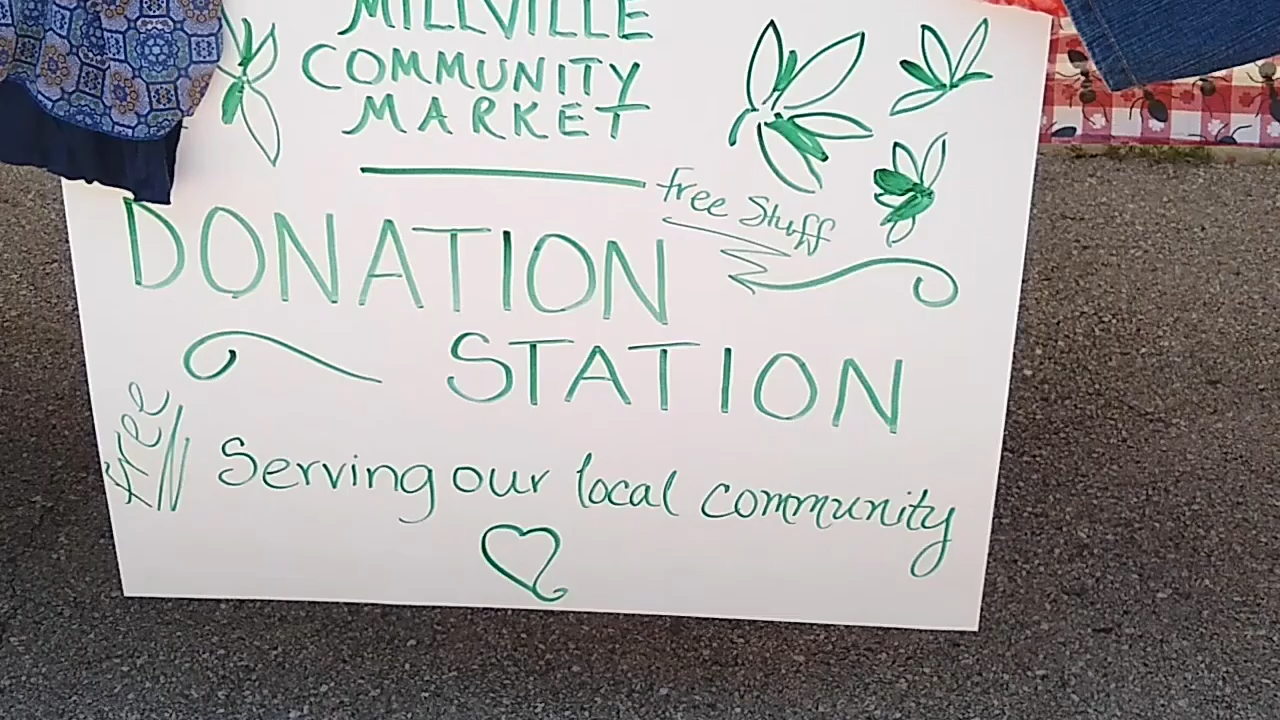 MILLVILLE
COMMUNITY
MARKET
free Stuff
DONATION
STATION
free
Serving our local community